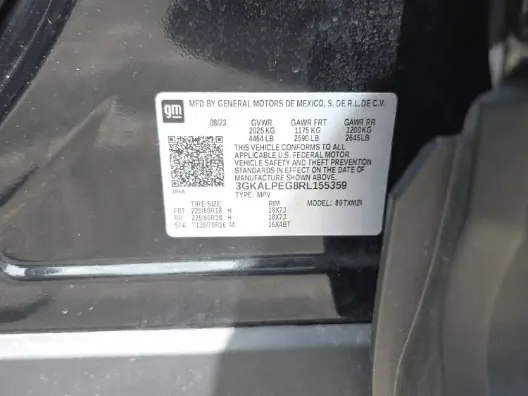 gm
MFD BY GENERAL MOTORS DE MEXICO, S. DE R.L.DE C.V.
08/23 GVWR GAWR FRT GAWR RR
2025 KG 1175 KG 1200KG
4464 LB 2590 LB 2645LB
THIS VEHICLE CONFORMS TO ALL
APPLICABLE U.S. FEDERAL MOTOR
VEHICLE SAFETY AND THEFT PREVENTION
STANDARDS IN EFFECT ON THE DATE OF
MANUFACTURE SHOWN ABOVE.
3GKALPEG8RL155359
TYPE: MPV
TIRE SIZE RIM MODEL:
FRT 225/60R18 H 18X7J
RR 225/60R18 H 18X7J
SPA T135/70R16 M 16X4BT